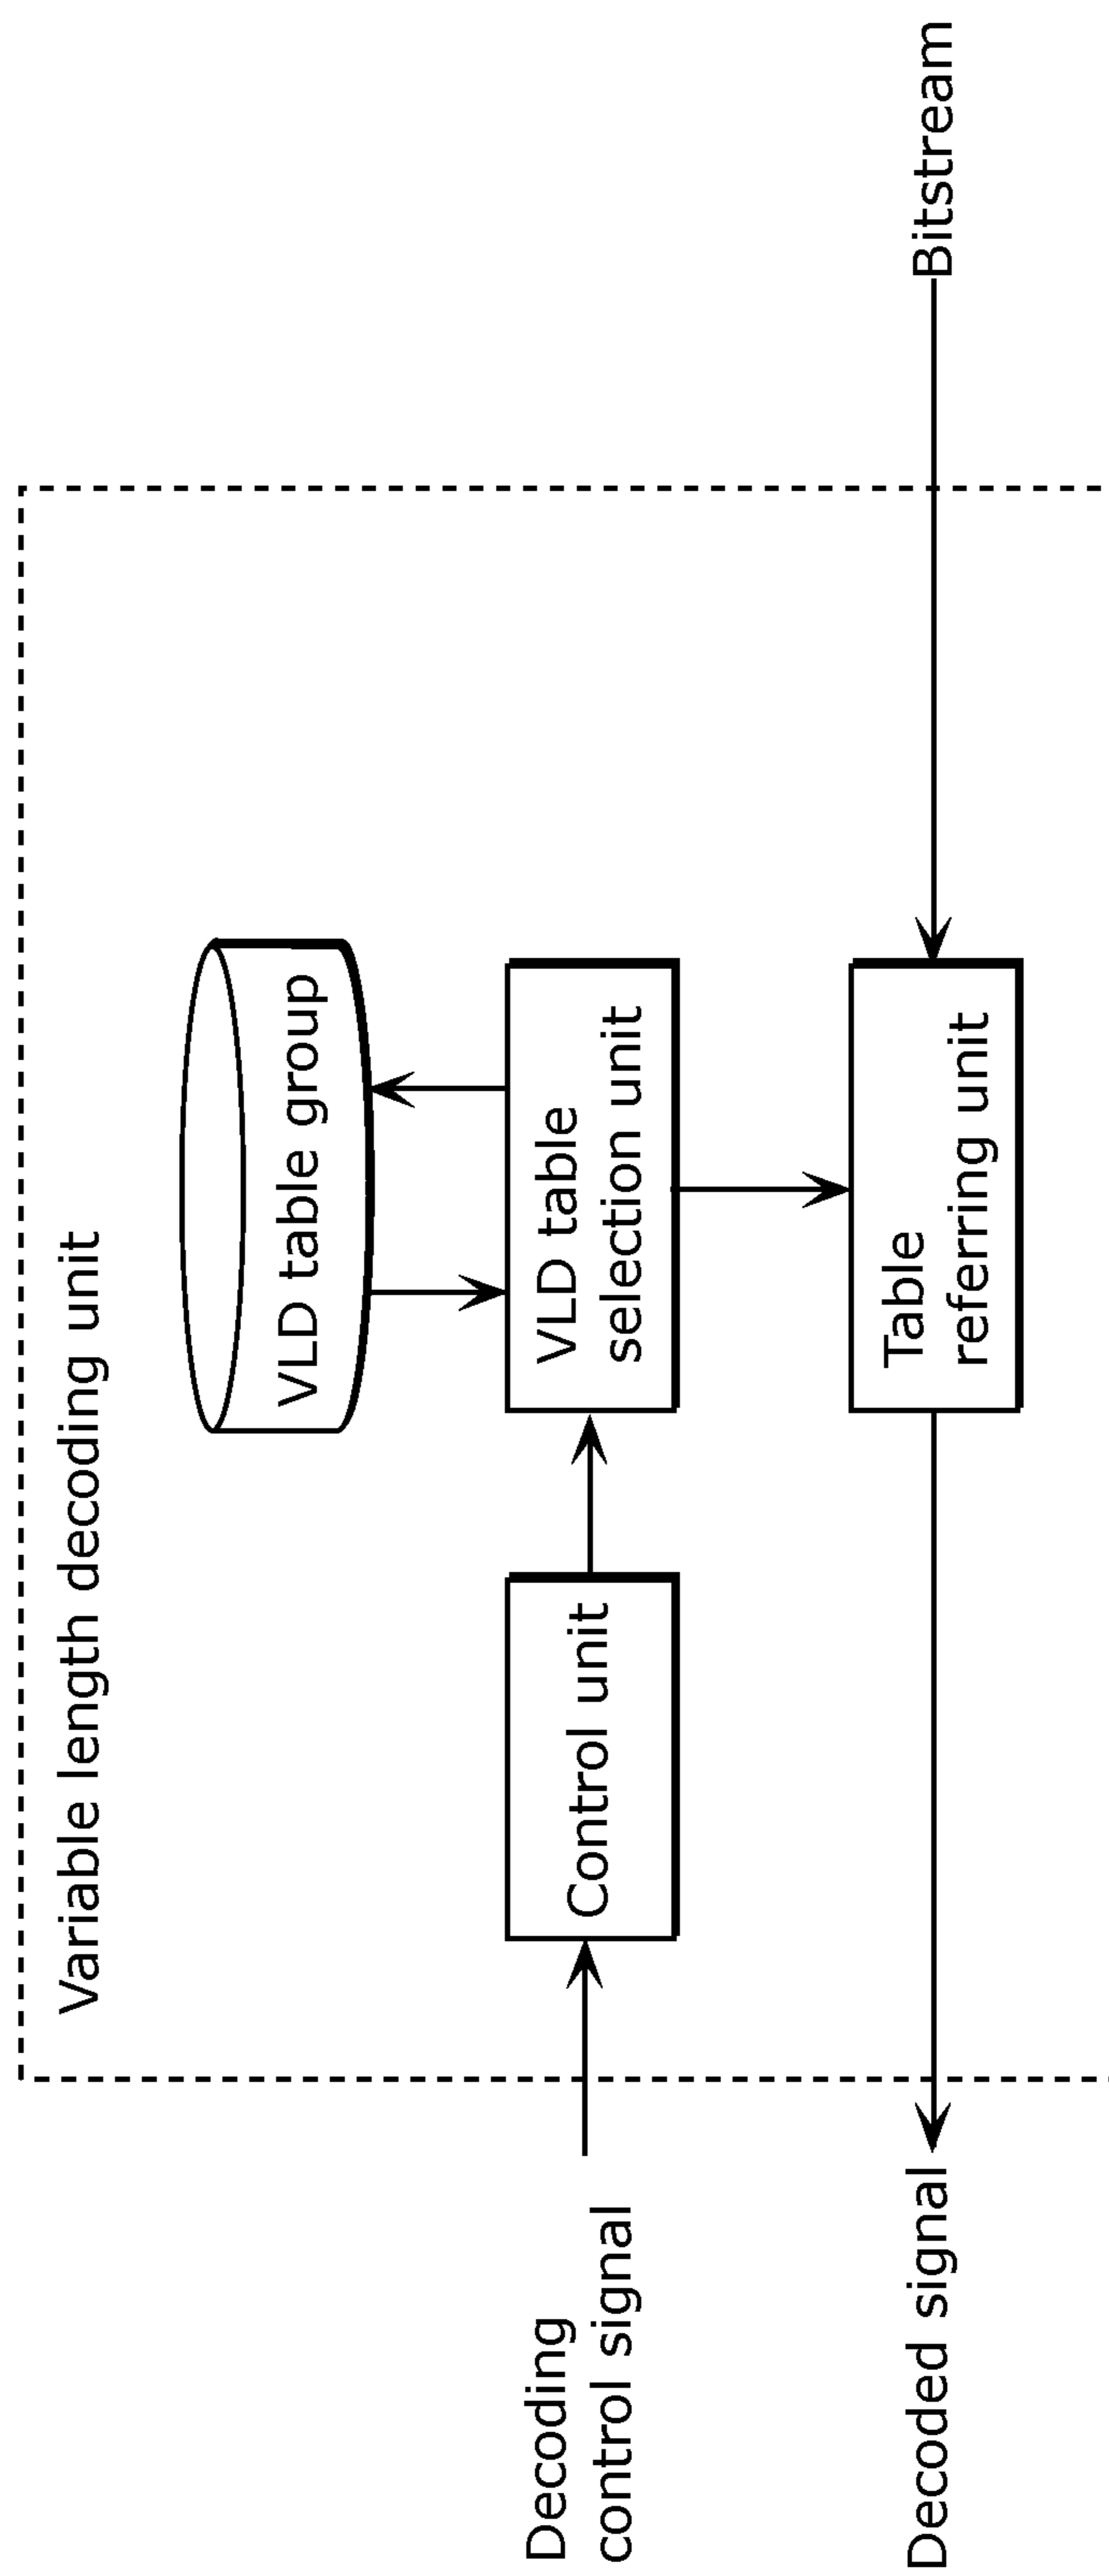 Variable length decoding unit
VLD table group
Decoding
control signal
Control unit
VLD table
selection unit
Decoded signal
Table
referring unit
Bitstream